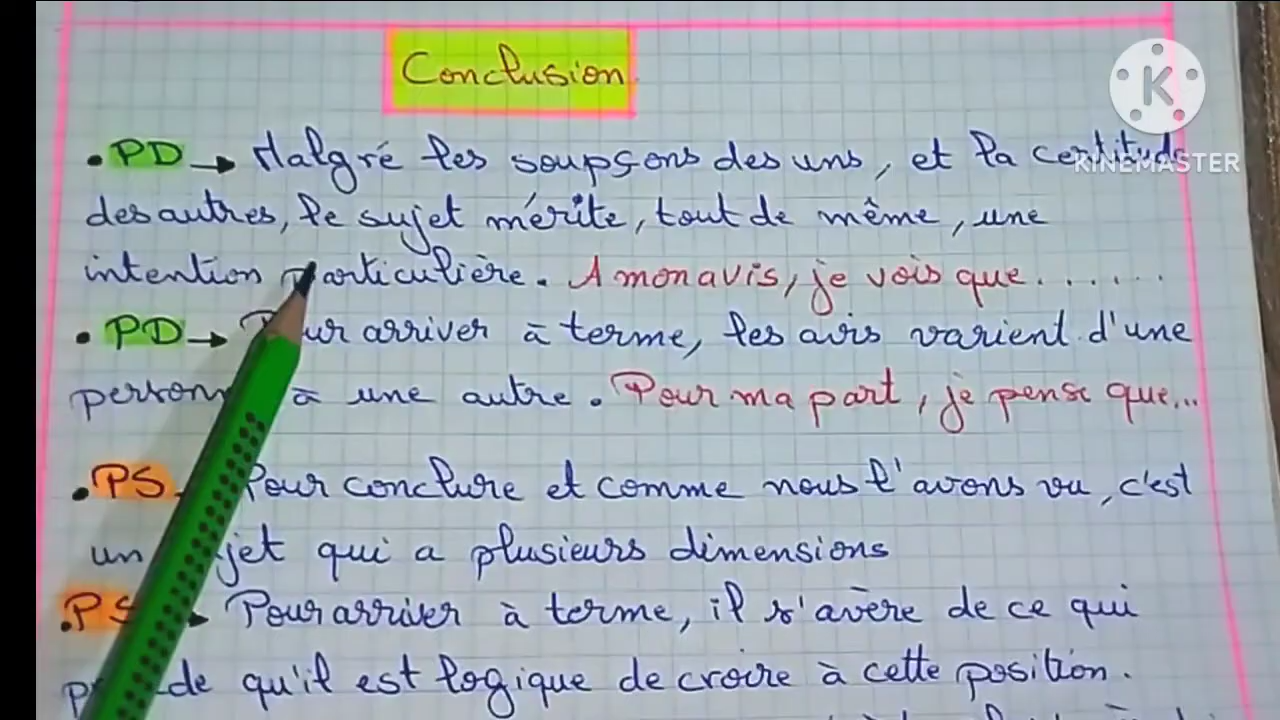 Conclusion
K
KINEMASTER
• PD → Malgré les soupçons des uns, et la certitude
des autres, le sujet mérite, tout de même, une
intention particulière. A mon avis, je vois que.......
• PD → Pour arriver à terme, les avis varient d'une
personne à une autre. Pour ma part, je pense que...
• PS Pour conclure et comme nous l'avons vu, c'est
un sujet qui a plusieurs dimensions
• PS → Pour arriver à terme, il s'avère de ce qui
précède qu'il est logique de croire à cette position.